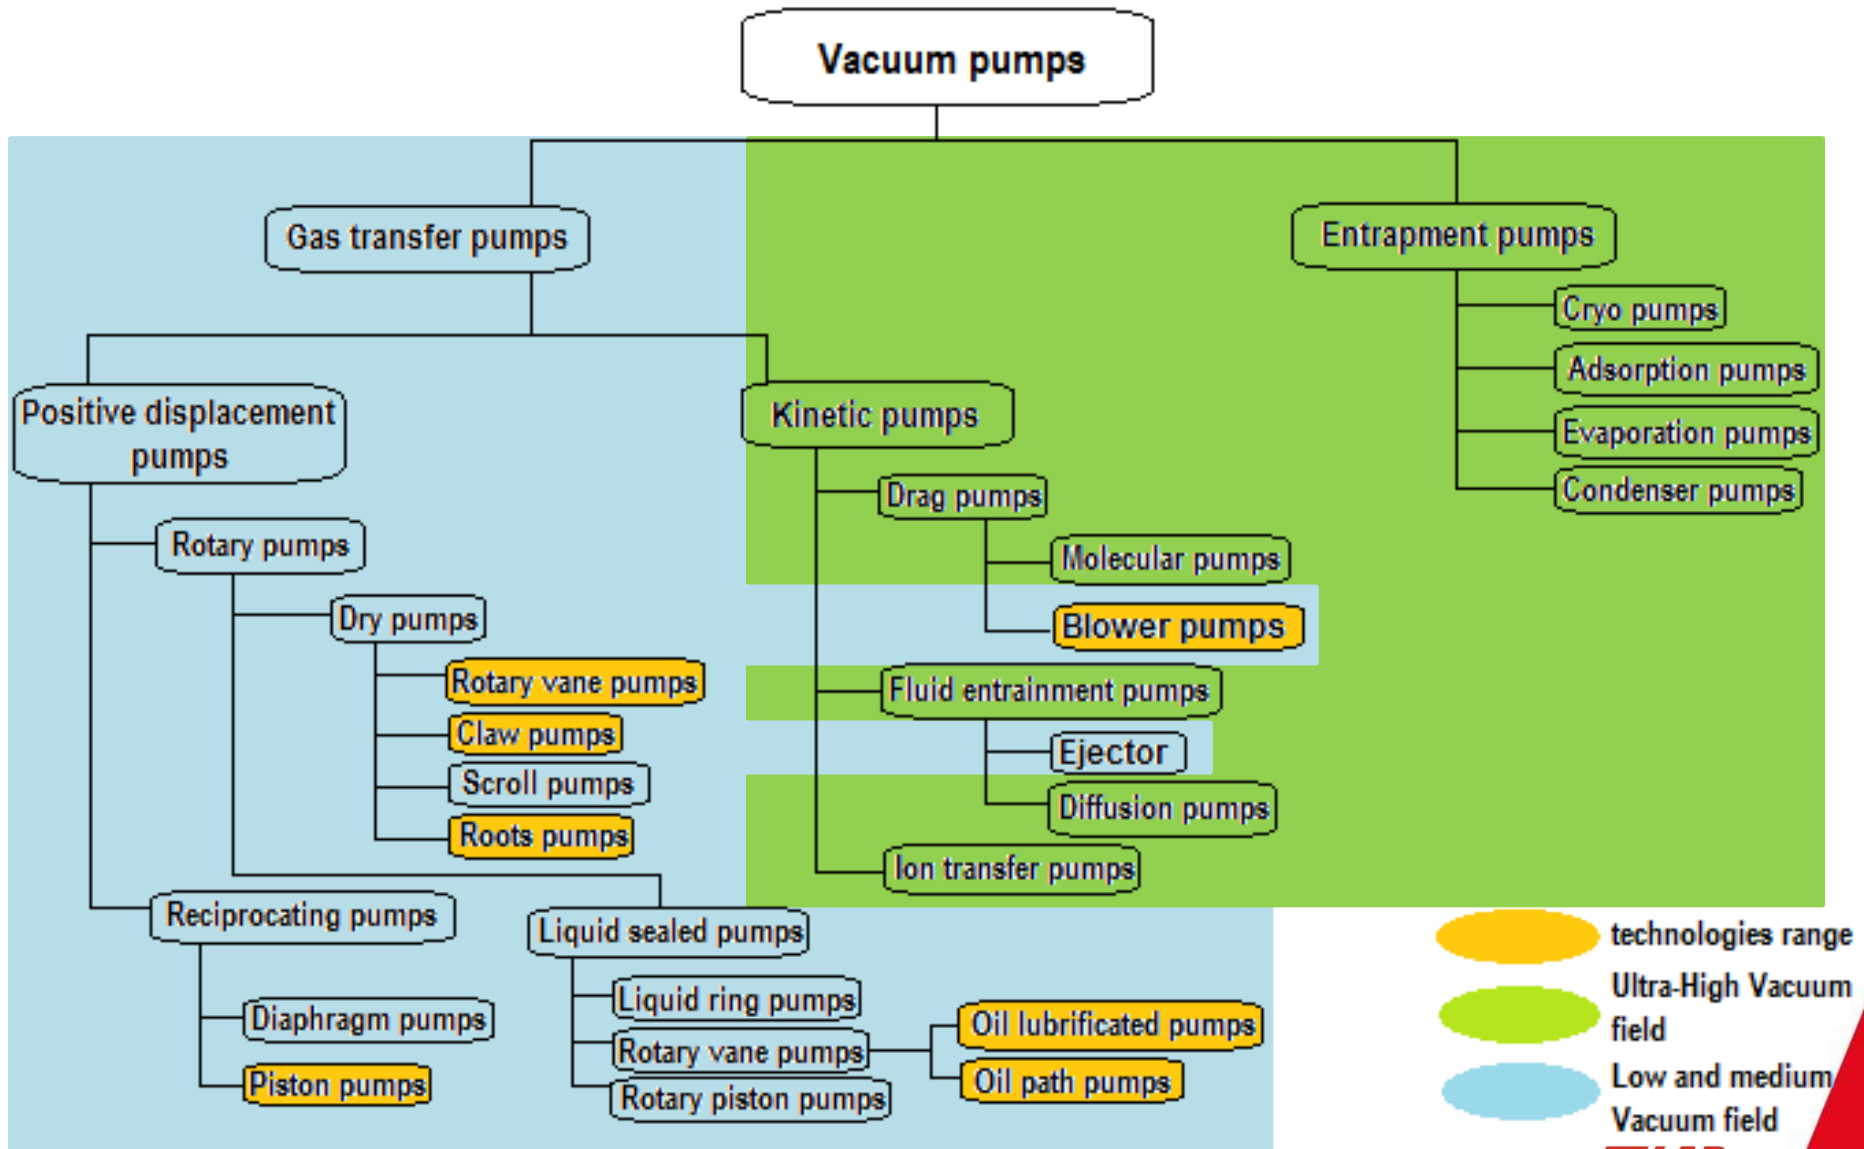 Vacuum pumps
Gas transfer pumps
Entrapment pumps
Cryo pumps
Adsorption pumps
Evaporation pumps
Condenser pumps
Positive displacement
pumps
Kinetic pumps
Drag pumps
Molecular pumps
Blower pumps
Fluid entrainment pumps
Ejector
Diffusion pumps
Ion transfer pumps
Rotary pumps
Dry pumps
Rotary vane pumps
Claw pumps
Scroll pumps
Roots pumps
Reciprocating pumps
Diaphragm pumps
Piston pumps
Liquid sealed pumps
Liquid ring pumps
Rotary vane pumps
Rotary piston pumps
Oil lubrificated pumps
Oil path pumps
technologies range
Ultra-High Vacuum
field
Low and medium
Vacuum field